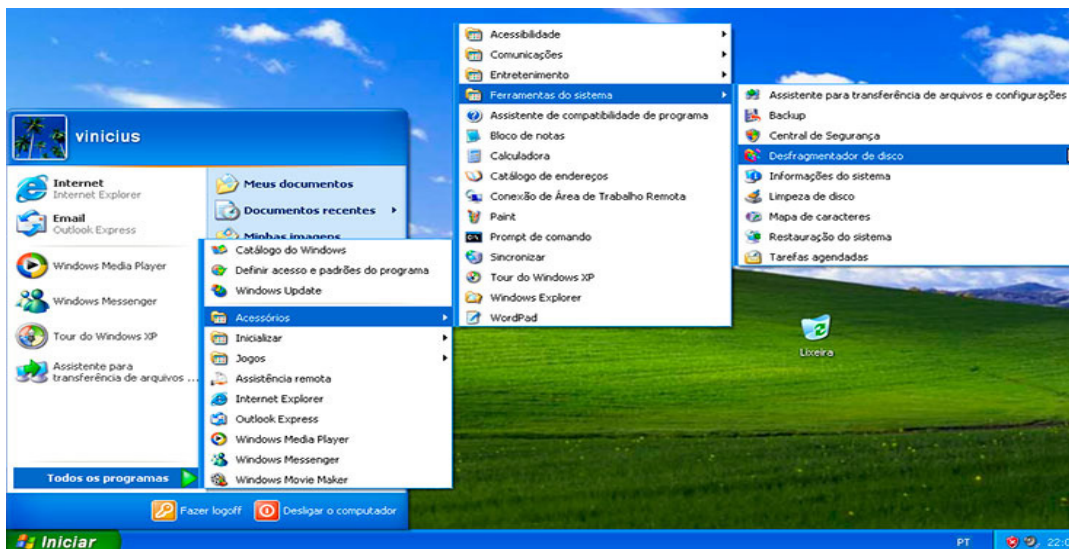 vinicius
Internet
Internet Explorer
Email
Outlook Express
Windows Media Player
Windows Messenger
Tour do Windows XP
Assistente para
transferência de arquivos ...
Todos os programas
Meus documentos
Documentos recentes
Minhas imagens
Fazer logoff
Desligar o computador
Iniciar
Catálogo do Windows
Definir acesso e padrões do programa
Windows Update
Acessórios
Inicializar
Jogos
Assistência remota
Internet Explorer
Outlook Express
Windows Media Player
Windows Messenger
Windows Movie Maker
Acessibilidade
Comunicações
Entretenimento
Ferramentas do sistema
Assistente de compatibilidade de programa
Bloco de notas
Calculadora
Catálogo de endereços
Conexão de Área de Trabalho Remota
Paint
Prompt de comando
Sincronizar
Tour do Windows XP
Windows Explorer
WordPad
Assistente para transferência de arquivos e configurações
Backup
Central de Segurança
Desfragmentador de disco
Informações do sistema
Limpeza de disco
Mapa de caracteres
Restauração do sistema
Tarefas agendadas
Lixeira
PT